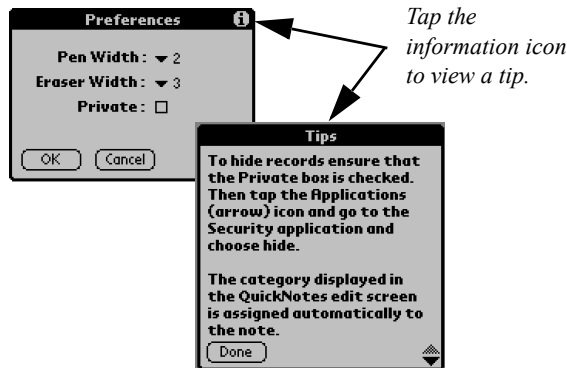 Preferences
Pen Width: 2
Eraser Width: 3
Private:
OK Cancel
Tap the
information icon
to view a tip.
Tips
To hide records ensure that
the Private box is checked.
Then tap the Applications
(arrow) icon and go to the
Security application and
choose hide.
The category displayed in
the QuickNotes edit screen
is assigned automatically to
the note.
Done